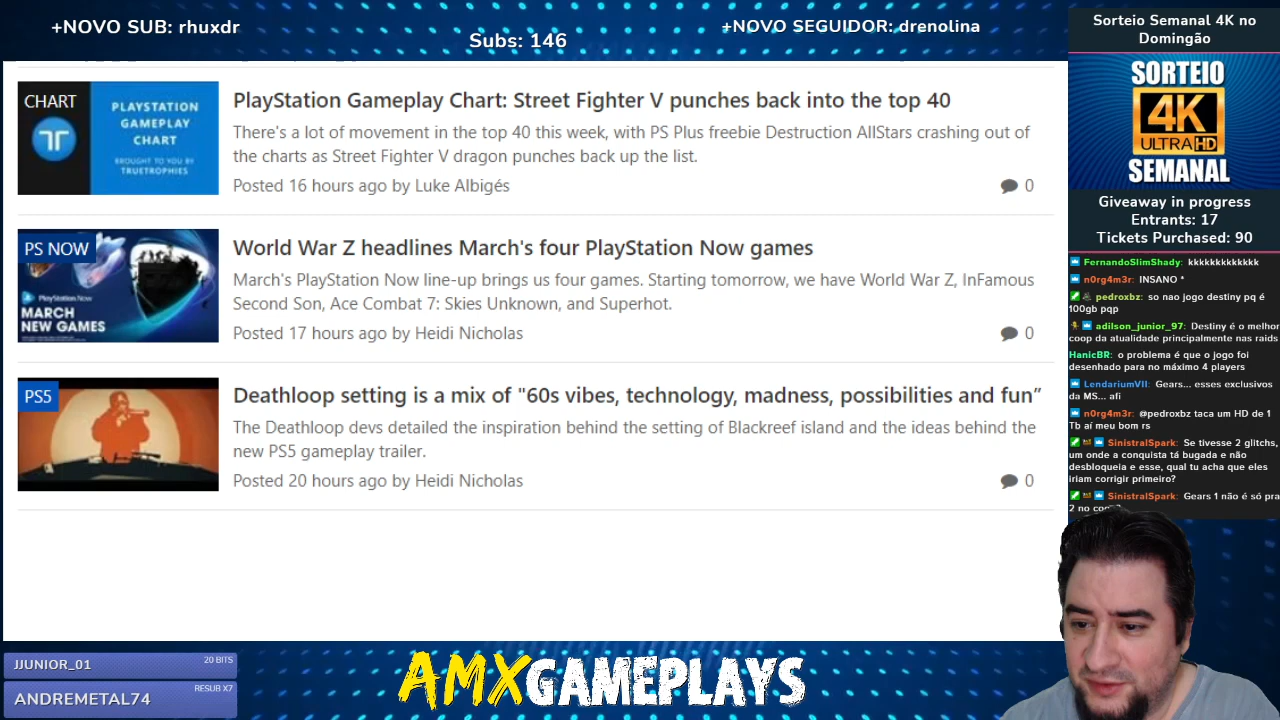 +NOVO SUB: rhuxdr
Subs: 146
+NOVO SEGUIDOR: drenolina
CHART
PLAYSTATION
GAMEPLAY
CHART
BROUGHT TO YOU BY
TRUETROPHIES
PlayStation Gameplay Chart: Street Fighter V punches back into the top 40
There's a lot of movement in the top 40 this week, with PS Plus freebie Destruction AllStars crashing out of
the charts as Street Fighter V dragon punches back up the list.
Posted 16 hours ago by Luke Albigés
0
PS NOW
PlayStation Now
MARCH
NEW GAMES
World War Z headlines March's four PlayStation Now games
March's PlayStation Now line-up brings us four games. Starting tomorrow, we have World War Z, InFamous
Second Son, Ace Combat 7: Skies Unknown, and Superhot.
Posted 17 hours ago by Heidi Nicholas
0
PS5
Deathloop setting is a mix of "60s vibes, technology, madness, possibilities and fun”
The Deathloop devs detailed the inspiration behind the setting of Blackreef island and the ideas behind the
new PS5 gameplay trailer.
Posted 20 hours ago by Heidi Nicholas
0
Sorteio Semanal 4K no
Domingão
SORTEIO
4K
ULTRA HD
SEMANAL
Giveaway in progress
Entrants: 17
Tickets Purchased: 90
FernandoSlimShady: kkkkkkkkkkkkk
n0rg4m3r: INSANO *
pedroxbz: so nao jogo destiny pq é
100gb pqp
adilson_junior_97: Destiny é o melhor
coop da atualidade principalmente nas raids
HanicBR: o problema é que o jogo foi
desenhado para no máximo 4 players
LendariumVII: Gears... esses exclusivos
da MS... afi
n0rg4m3r: @pedroxbz taca um HD de 1
Tb aí meu bom rs
SinistralSpark: Se tivesse 2 glitchs,
um onde a conquista tá bugada e não
desbloqueia e esse, qual tu acha que eles
iriam corrigir primeiro?
SinistralSpark: Gears 1 não é só pra
2 no
JJUNIOR_01
20 BITS
ANDREMETAL74
RESUB X7
AMXGAMEPLAYS